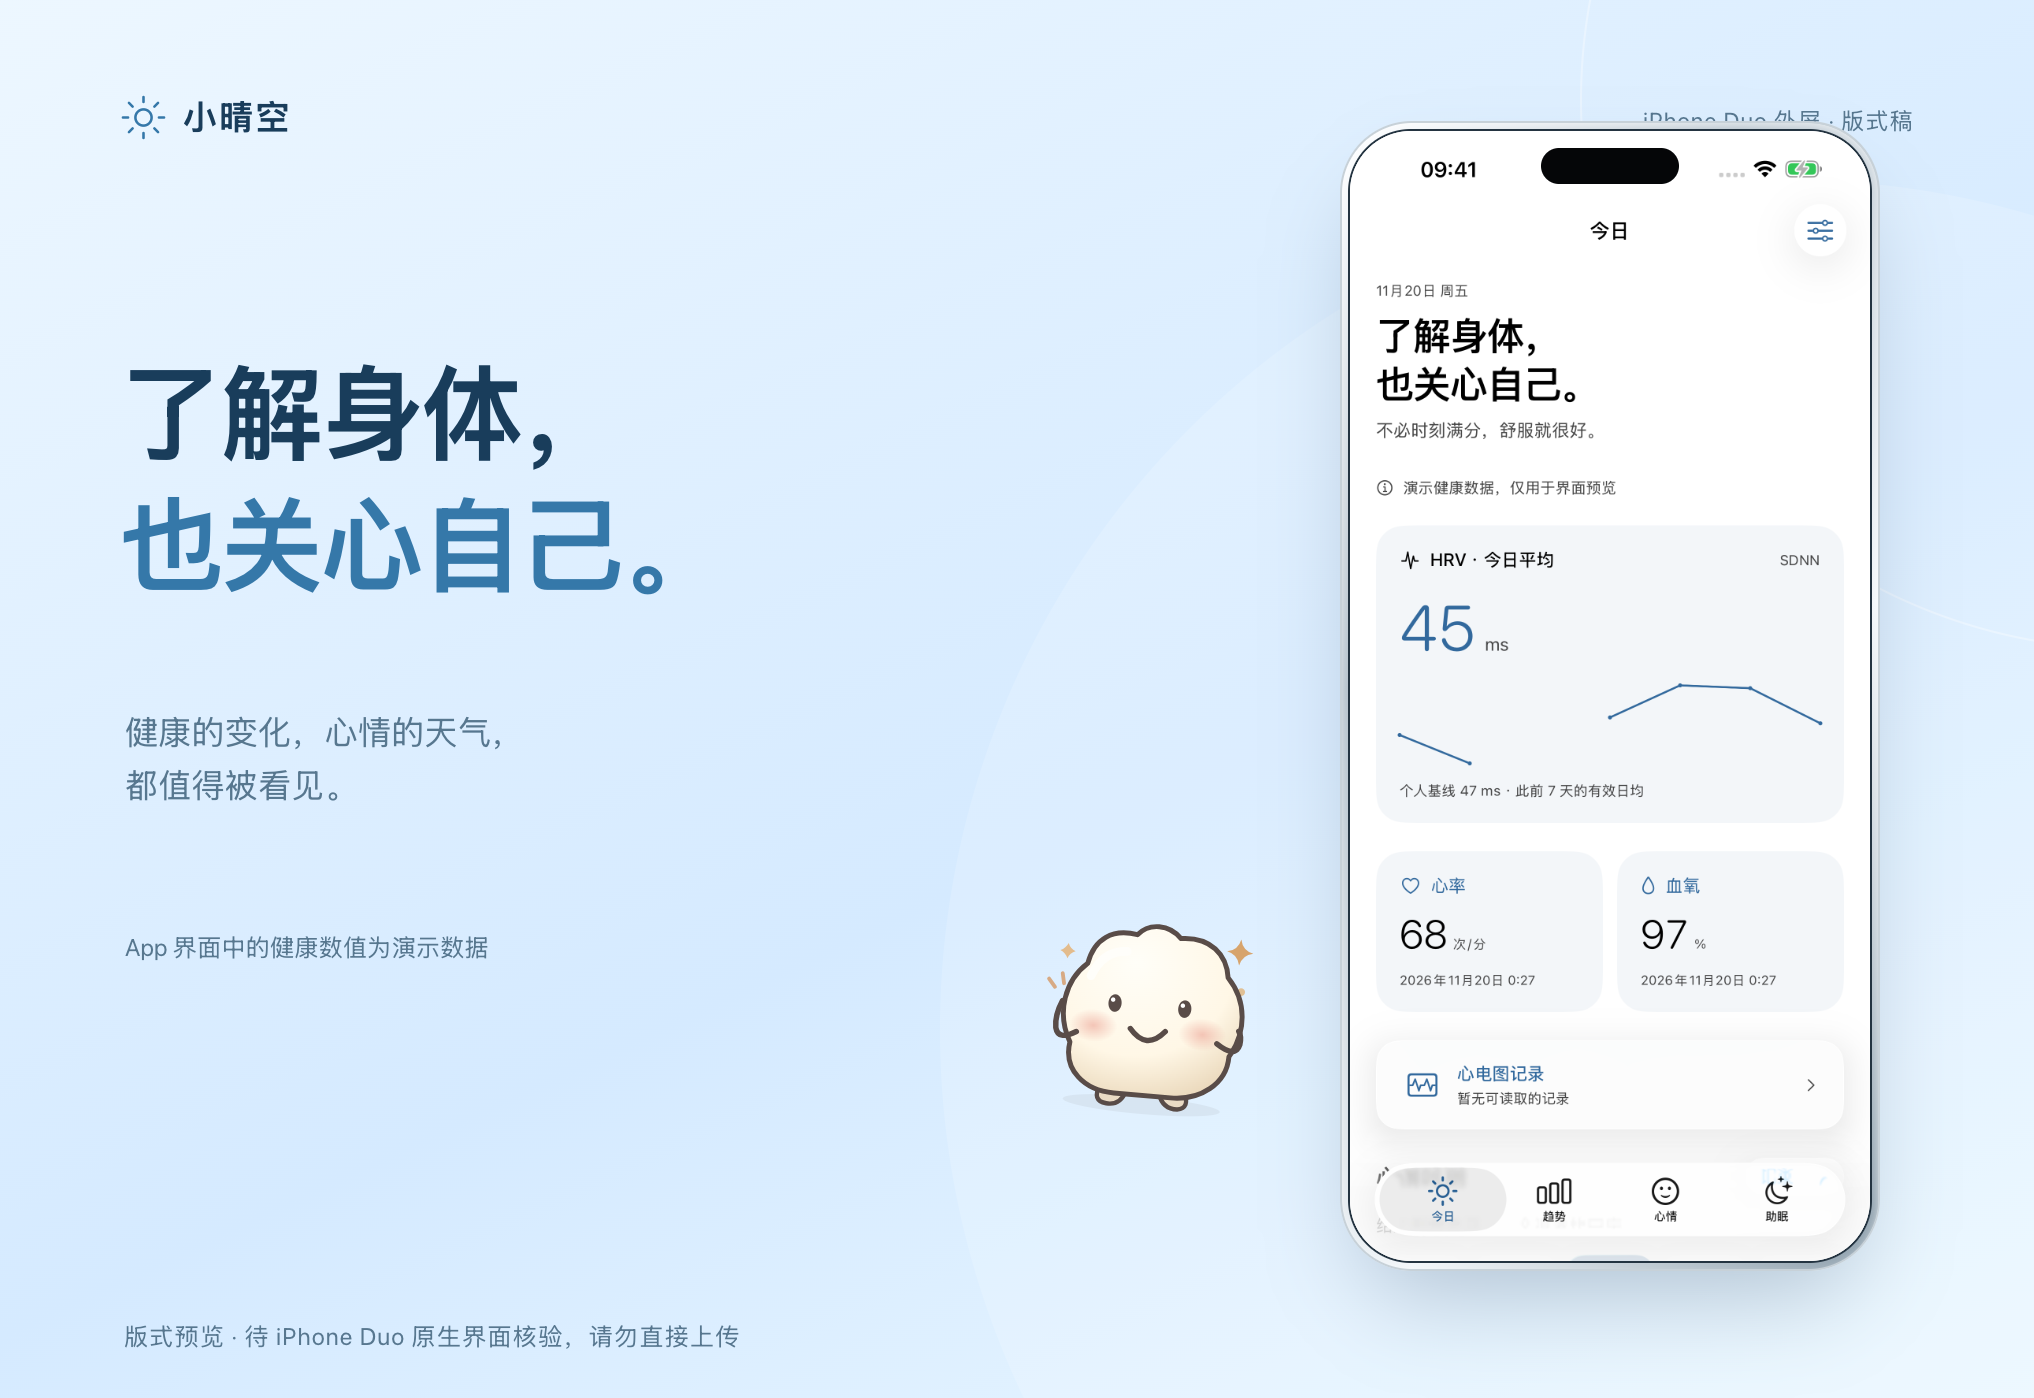 小晴空
iPhone Duo 外屏 · 版式稿
了解身体，
也关心自己。
健康的变化，心情的天气，
都值得被看见。
App 界面中的健康数值为演示数据
版式预览 · 待 iPhone Duo 原生界面核验，请勿直接上传
09:41
今日
11月20日 周五
了解身体，
也关心自己。
不必时刻满分，舒服就很好。
演示健康数据，仅用于界面预览
HRV · 今日平均
SDNN
45 ms
个人基线 47 ms · 此前 7 天的有效日均
心率
68 次/分
2026年11月20日 0:27
血氧
97 %
2026年11月20日 0:27
心电图记录
暂无可读取的记录
今日
趋势
心情
助眠